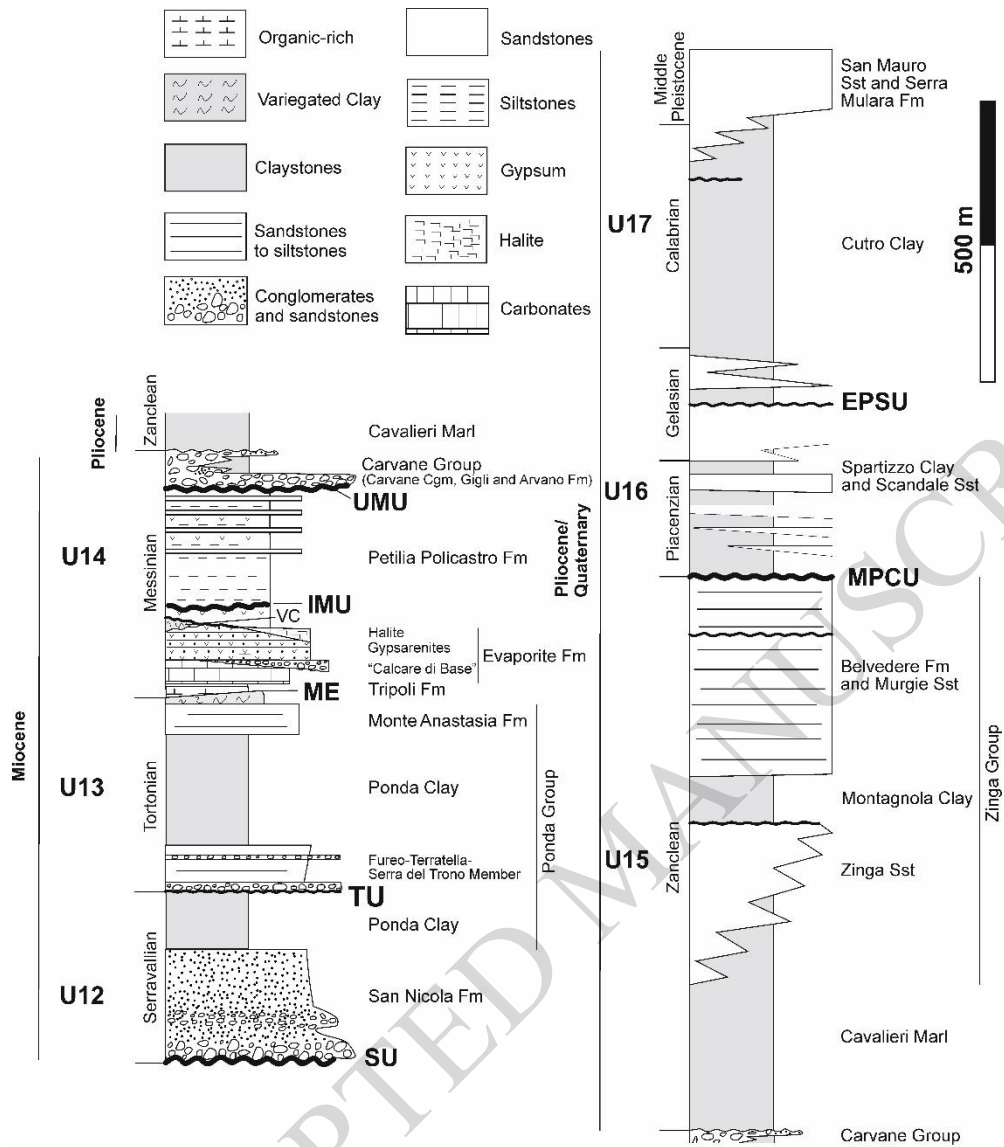 Organic-rich
Variegated Clay
Claystones
Sandstones
to siltstones
Conglomerates
and sandstones
Sandstones
Siltstones
Gypsum
Halite
Carbonates
Pliocene
Miocene
Zanclean
Messinian
Tortonian
Serravallian
U14
U13
U12
Cavalieri Marl
Carvane Group
(Carvane Cgm, Gigli and Arvano Fm)
UMU
Petilia Policastro Fm
IMU
VC
Halite
Gypsarenites
"Calcare di Base"
Evaporite Fm
ME
Tripoli Fm
Monte Anastasia Fm
Ponda Clay
Fureo-Terratella-
Serra del Trono Member
TU
Ponda Clay
Ponda Group
San Nicola Fm
SU
Pliocene/
Quaternary
U17
U16
U15
Middle
Pleistocene
Calabrian
Gelasian
Piacenzian
Zanclean
San Mauro
Sst and Serra
Mulara Fm
Cutro Clay
500 m
EPSU
Spartizzo Clay
and Scandale Sst
MPCU
Belvedere Fm
and Murgie Sst
Montagnola Clay
Zinga Sst
Zinga Group
Cavalieri Marl
Carvane Group
PTED MANUSCR